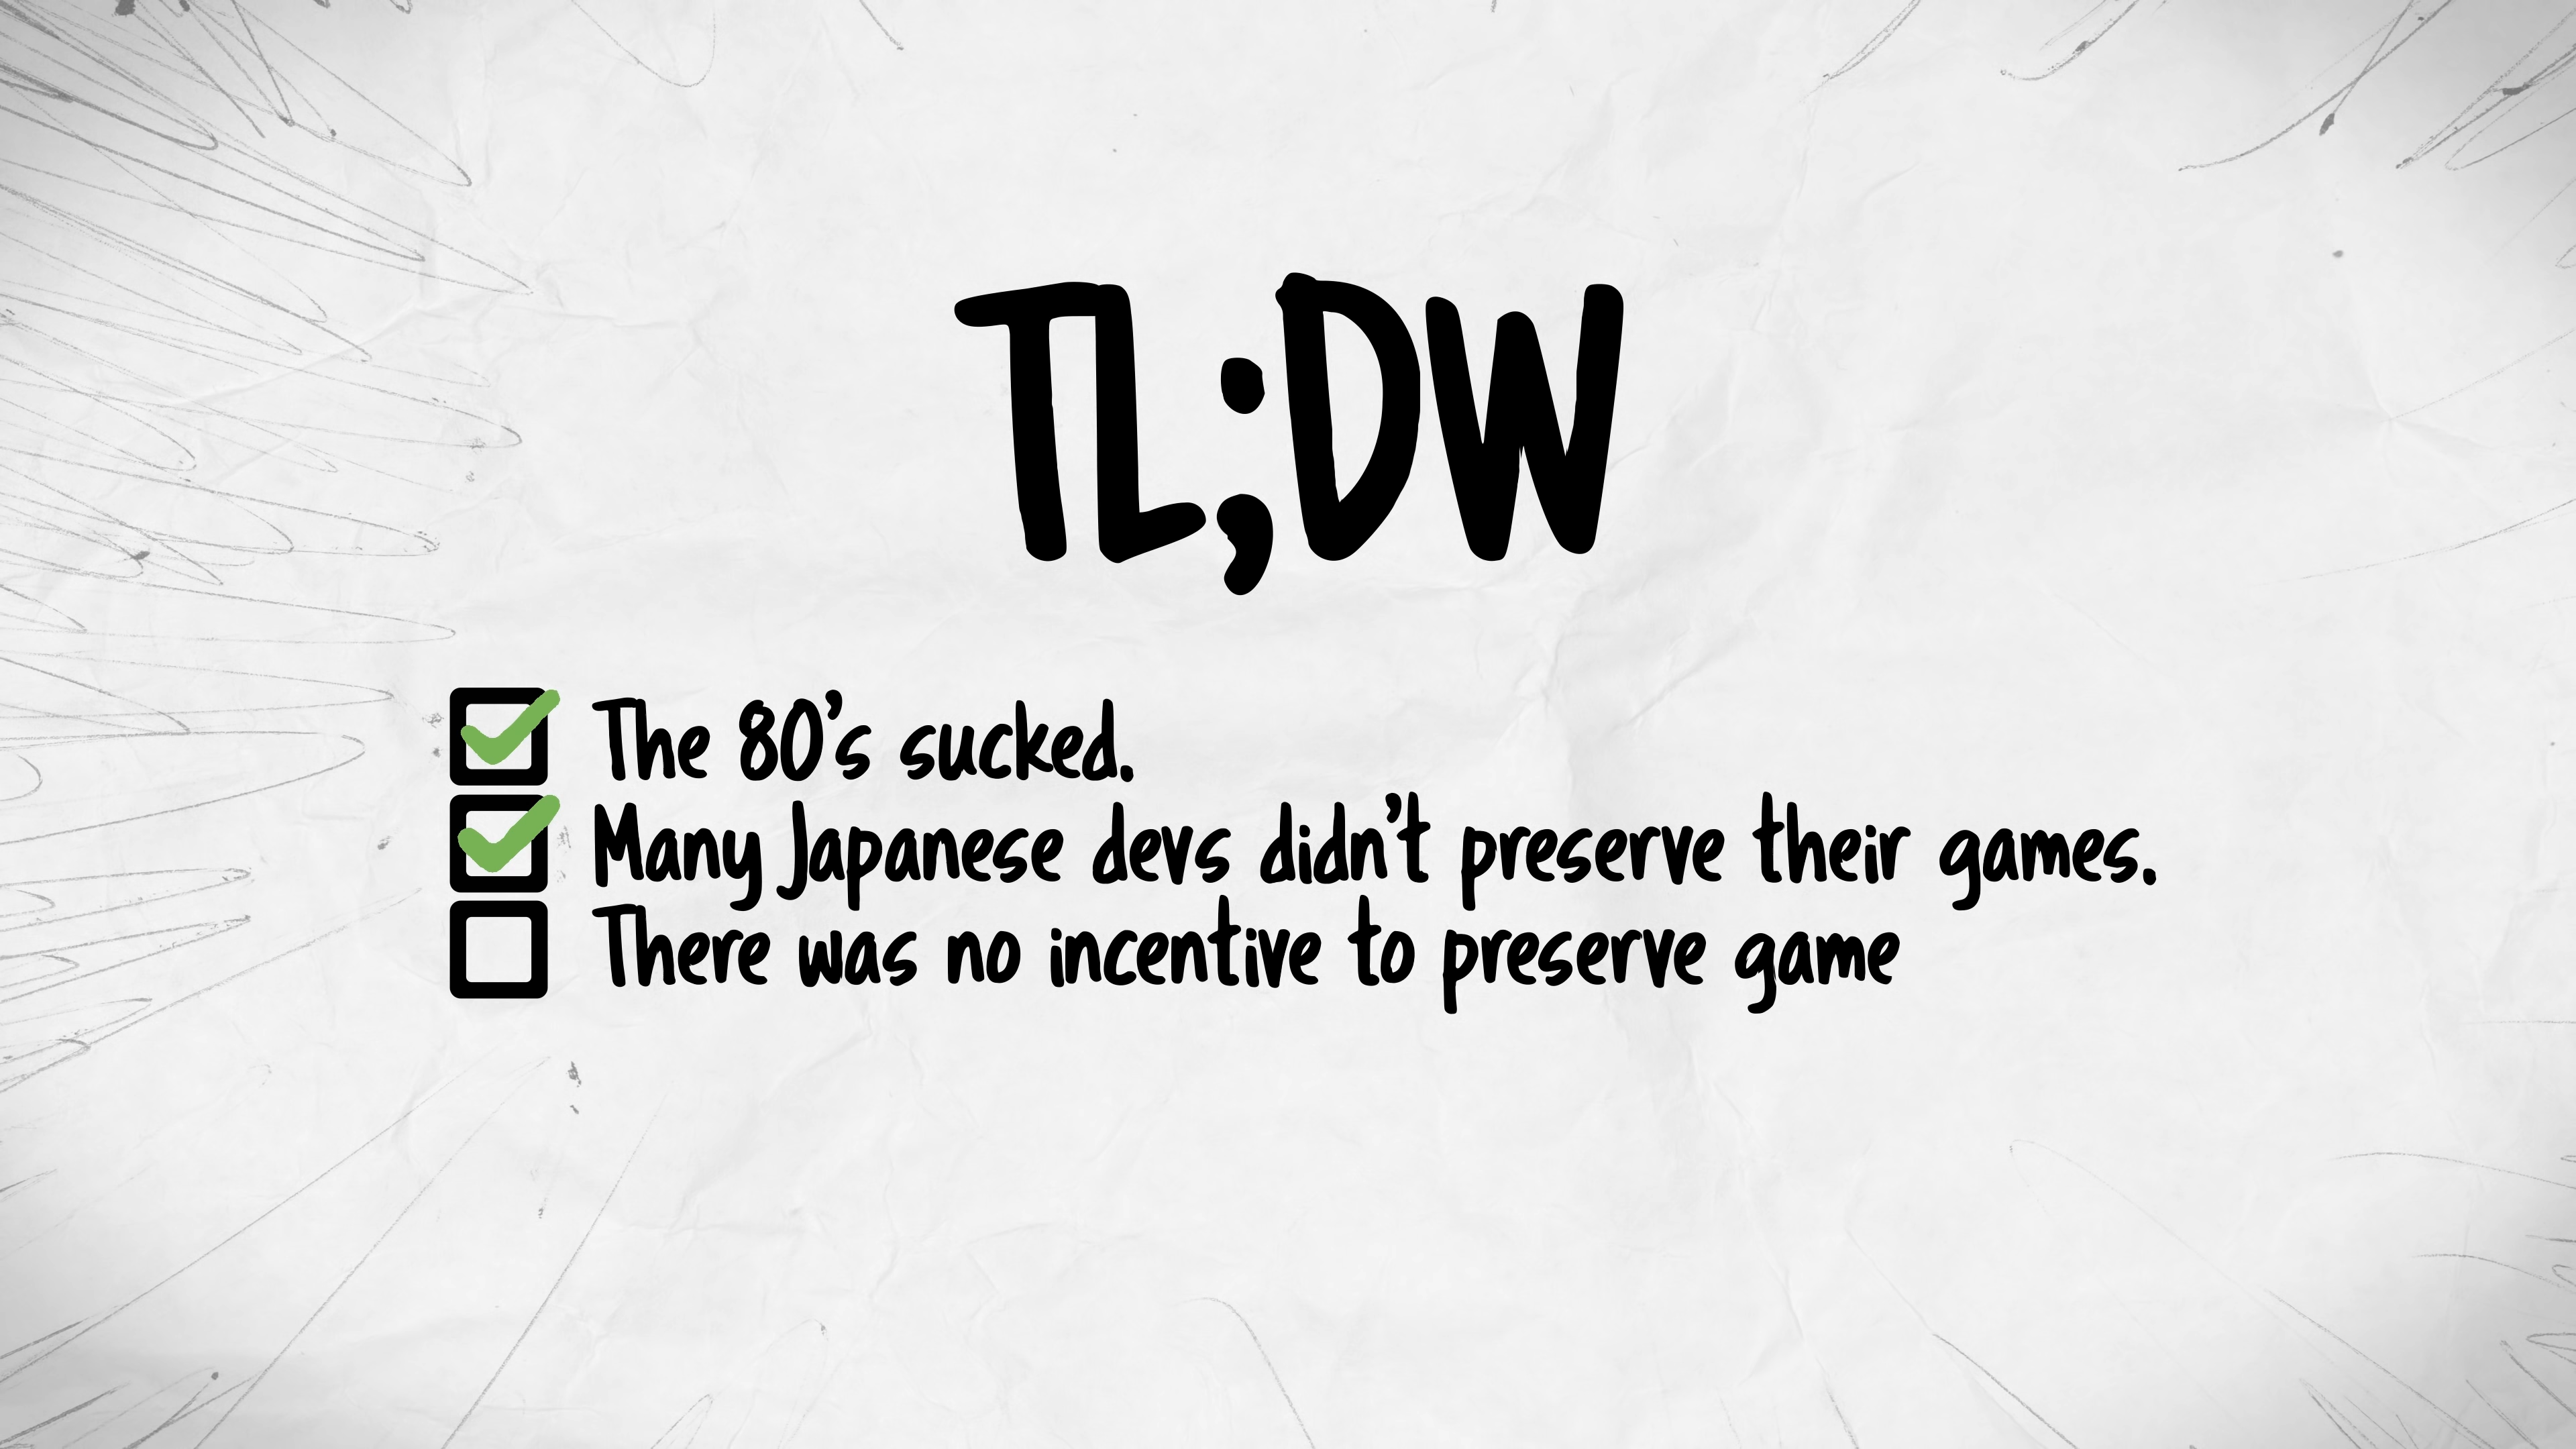 TL;DW
The 80's sucked.
Many Japanese devs didn't preserve their games.
There was no incentive to preserve game